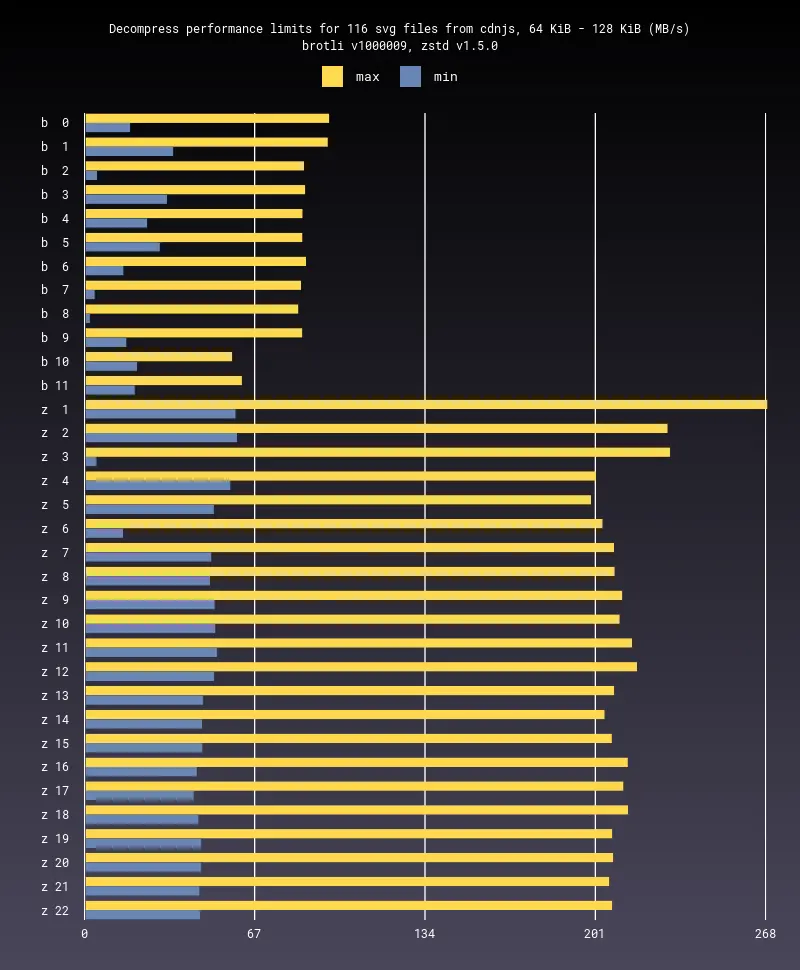 Decompress performance limits for 116 svg files from cdnjs, 64 KiB - 128 KiB (MB/s)
brotli v1000009, zstd v1.5.0
max min
b 0
b 1
b 2
b 3
b 4
b 5
b 6
b 7
b 8
b 9
b 10
b 11
z 1
z 2
z 3
z 4
z 5
z 6
z 7
z 8
z 9
z 10
z 11
z 12
z 13
z 14
z 15
z 16
z 17
z 18
z 19
z 20
z 21
z 22
0 67 134 201 268